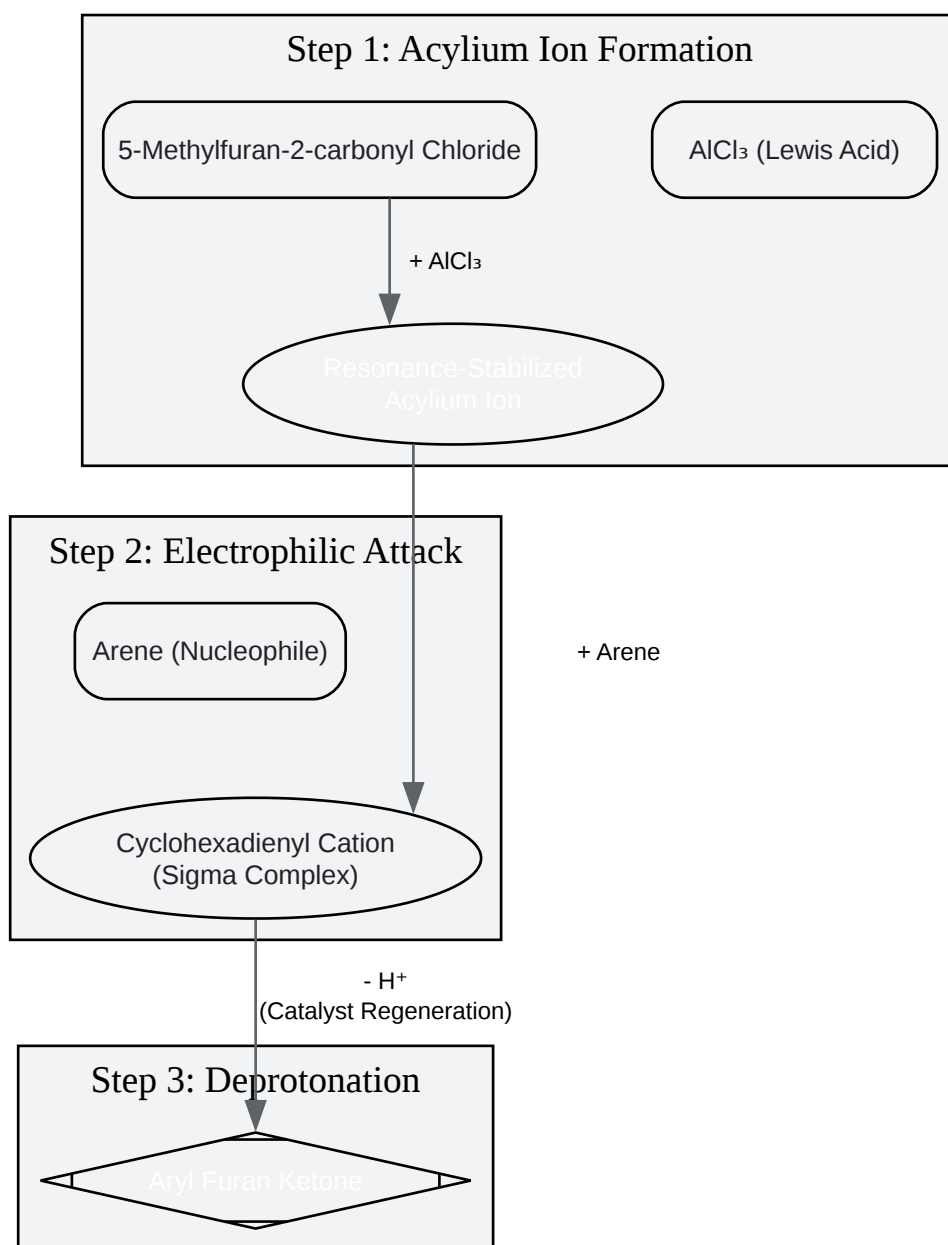 Step 1: Acylium Ion Formation
5-Methylfuran-2-carbonyl Chloride
AlCl₃ (Lewis Acid)
+ AlCl₃
Resonance-Stabilized
Acylium Ion
Step 2: Electrophilic Attack
Arene (Nucleophile)
+ Arene
Cyclohexadienyl Cation
(Sigma Complex)
- H⁺
(Catalyst Regeneration)
Step 3: Deprotonation
Aryl Furan Ketone